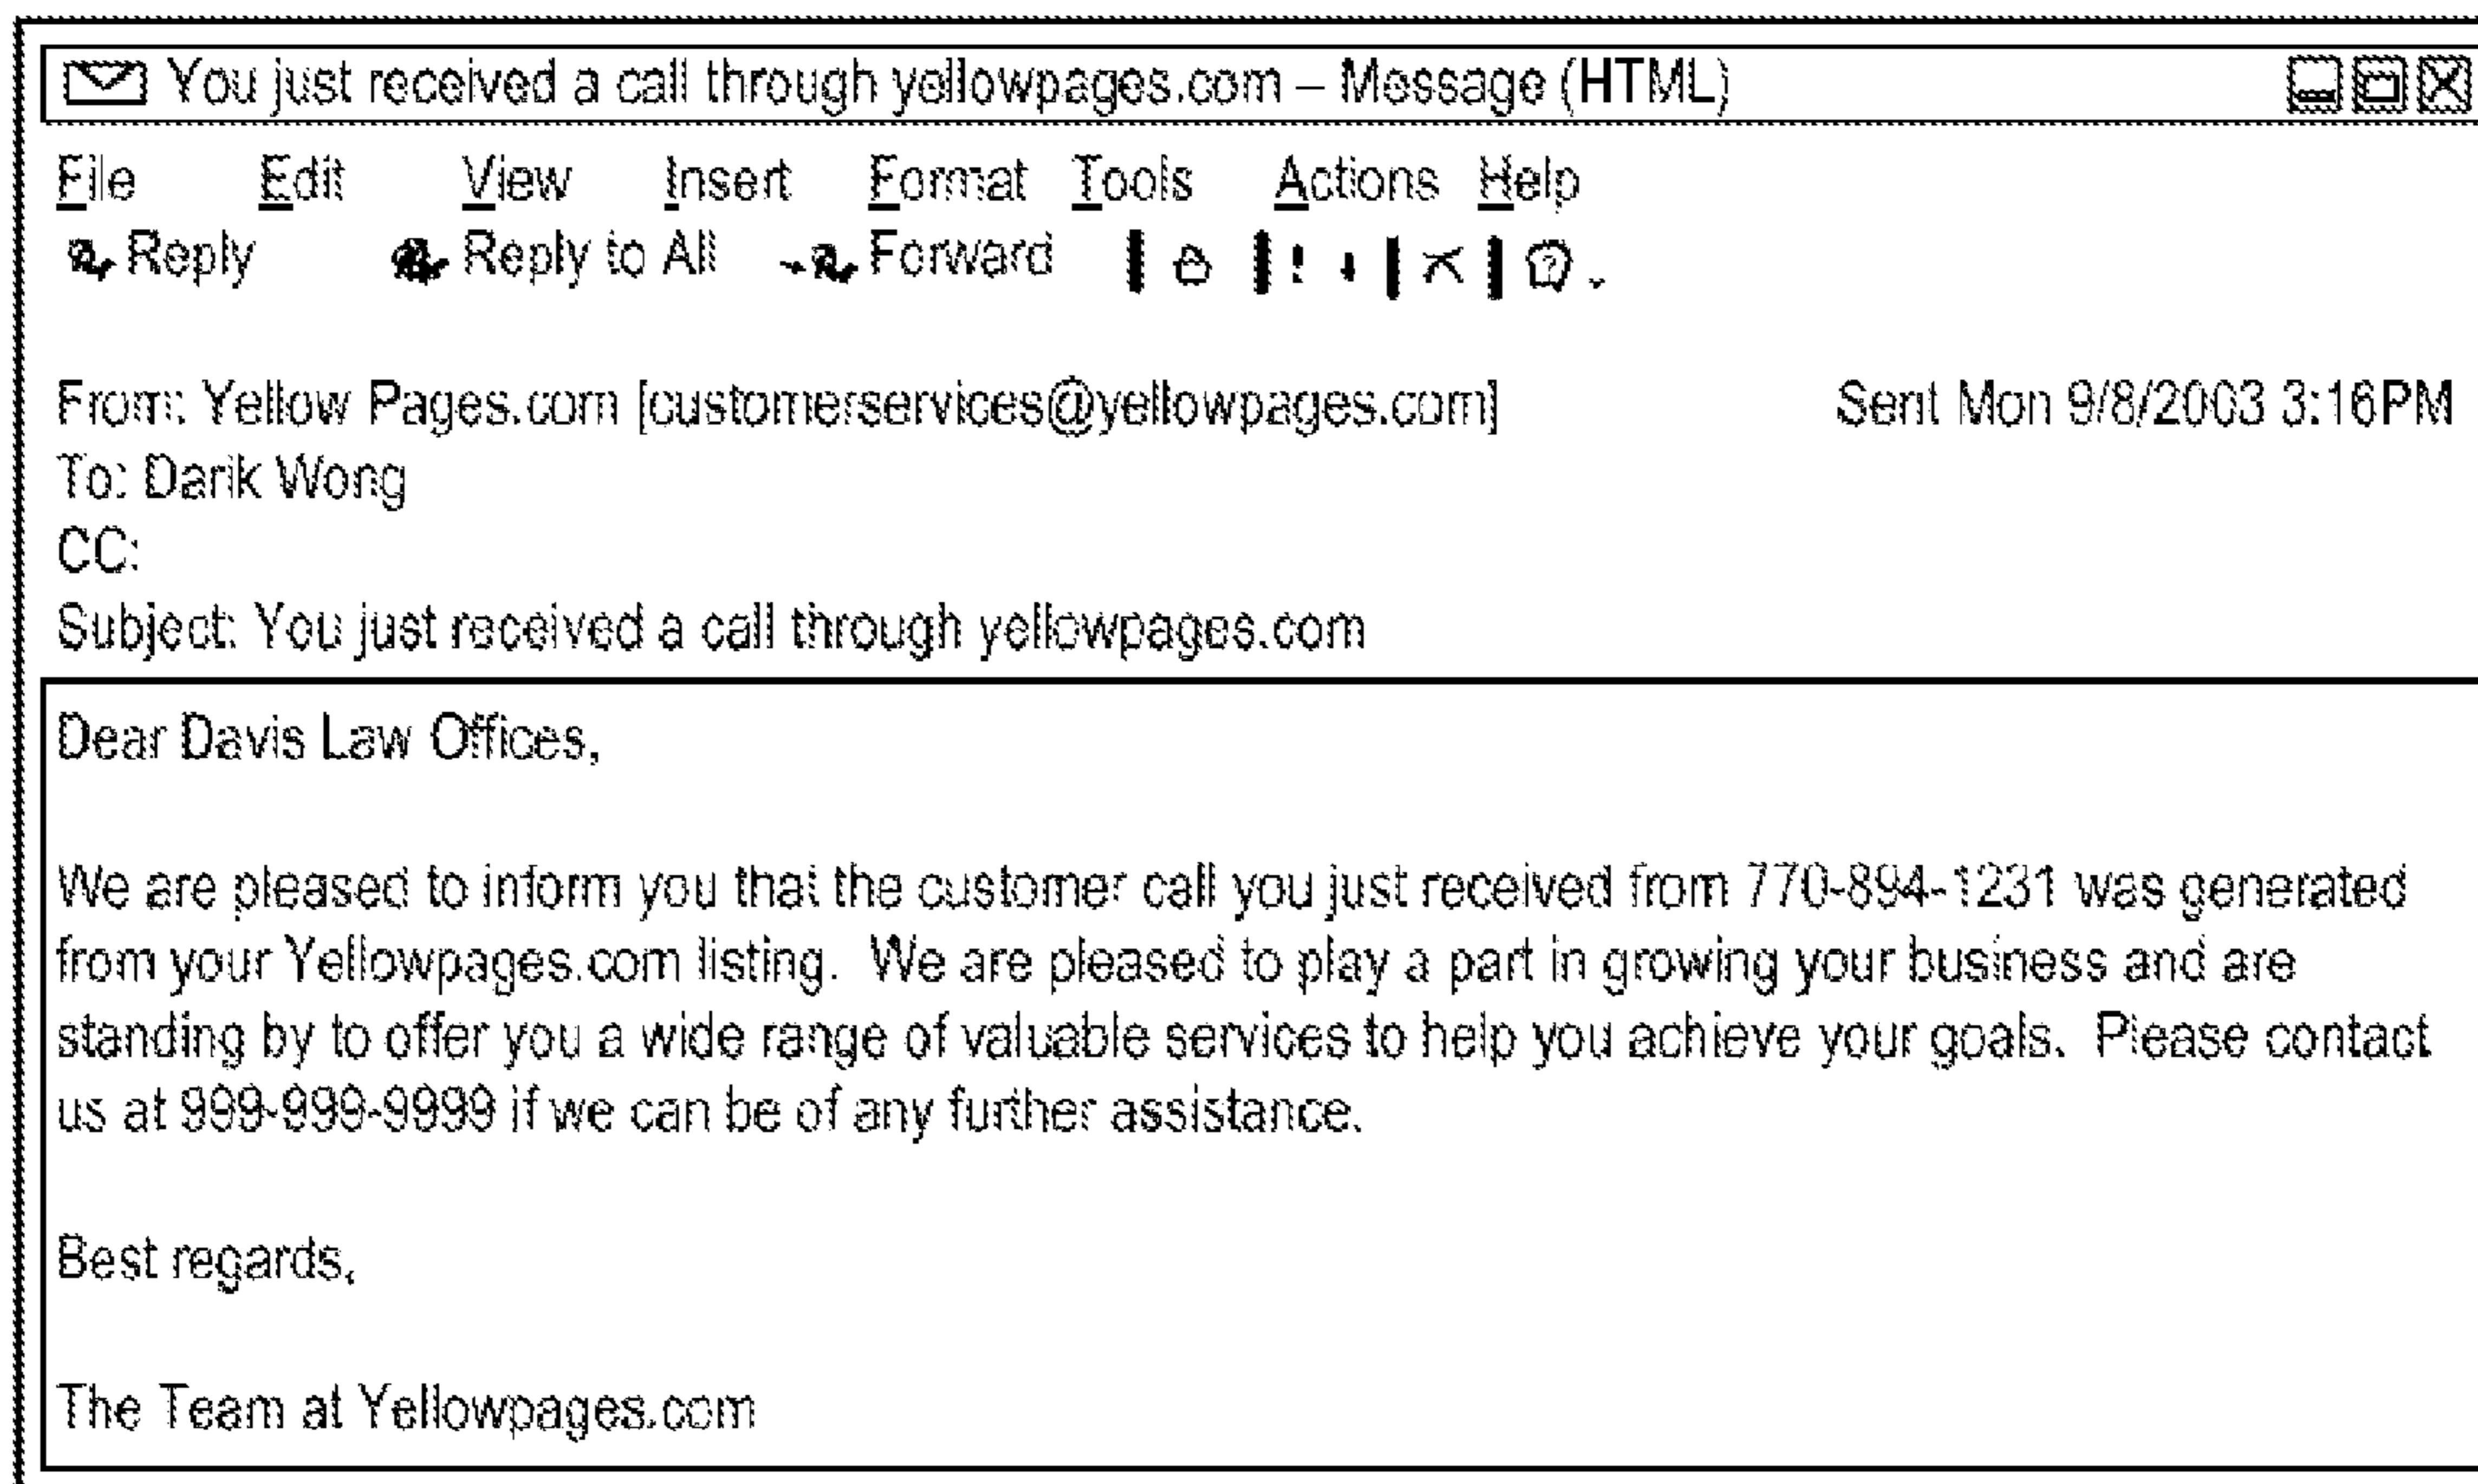 You just received a call through yellowpages.com – Message (HTML)
File Edit View Insert Format Tools Actions Help
Reply Reply to All Forward ! ?
From: Yellow Pages.com [customerservices@yellowpages.com] Sent Mon 9/8/2003 3:16PM
To: Darik Wong
CC:
Subject: You just received a call through yellowpages.com
Dear Davis Law Offices,
We are pleased to inform you that the customer call you just received from 770-894-1231 was generated
from your Yellowpages.com listing. We are pleased to play a part in growing your business and are
standing by to offer you a wide range of valuable services to help you achieve your goals. Please contact
us at 999-999-9999 if we can be of any further assistance.
Best regards,
The Team at Yellowpages.com